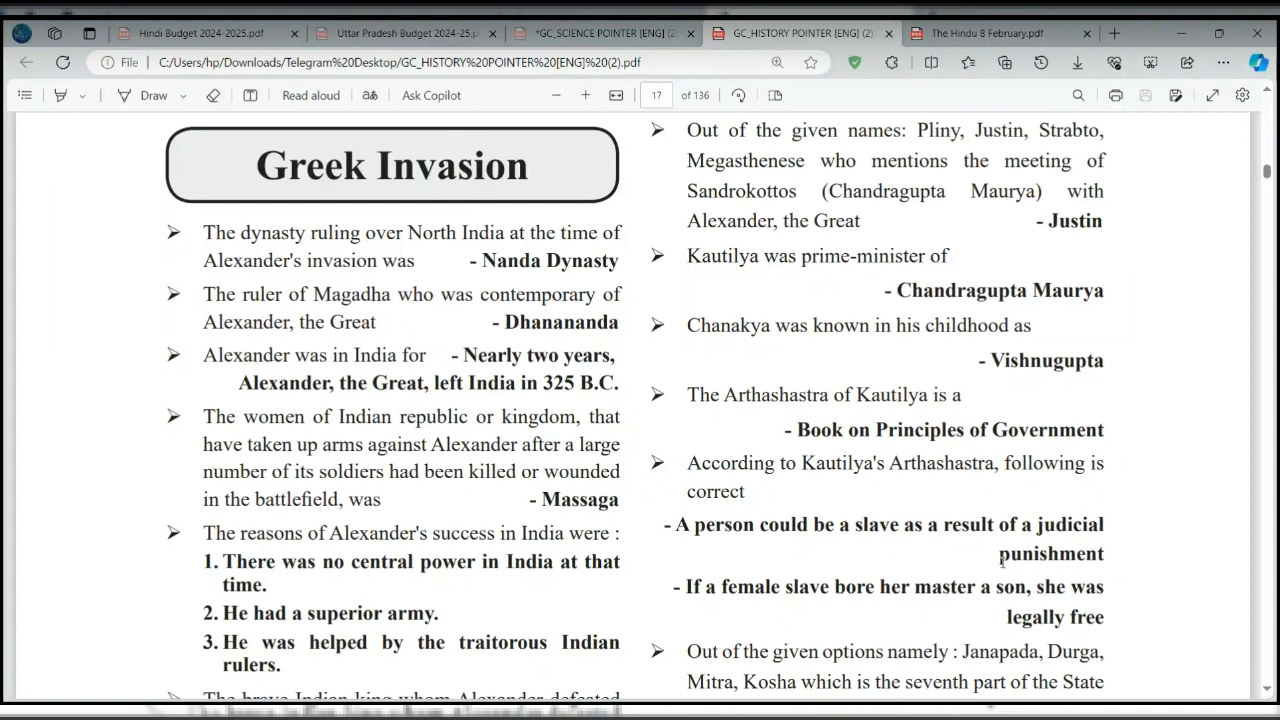 Hindi Budget 2024-2025.pdf
Uttar Pradesh Budget 2024-25.p
*GC_SCIENCE POINTER [ENG] (2)
GC_HISTORY POINTER [ENG] (2)
The Hindu 8 February.pdf
File C:/Users/hp/Downloads/Telegram%20Desktop/GC_HISTORY%20POINTER%20[ENG]%20(2).pdf
Draw Read aloud Ask Copilot 17 of 136
Greek Invasion
➢ The dynasty ruling over North India at the time of
Alexander's invasion was - Nanda Dynasty
➢ The ruler of Magadha who was contemporary of
Alexander, the Great - Dhanananda
➢ Alexander was in India for - Nearly two years,
Alexander, the Great, left India in 325 B.C.
➢ The women of Indian republic or kingdom, that
have taken up arms against Alexander after a large
number of its soldiers had been killed or wounded
in the battlefield, was - Massaga
➢ The reasons of Alexander's success in India were :
1. There was no central power in India at that
time.
2. He had a superior army.
3. He was helped by the traitorous Indian
rulers.
The brave Indian king whom Alexander defeated
➢ Out of the given names: Pliny, Justin, Strabto,
Megasthenese who mentions the meeting of
Sandrokottos (Chandragupta Maurya) with
Alexander, the Great - Justin
➢ Kautilya was prime-minister of
- Chandragupta Maurya
➢ Chanakya was known in his childhood as
- Vishnugupta
➢ The Arthashastra of Kautilya is a
- Book on Principles of Government
➢ According to Kautilya's Arthashastra, following is
correct
- A person could be a slave as a result of a judicial
punishment
- If a female slave bore her master a son, she was
legally free
➢ Out of the given options namely : Janapada, Durga,
Mitra, Kosha which is the seventh part of the State